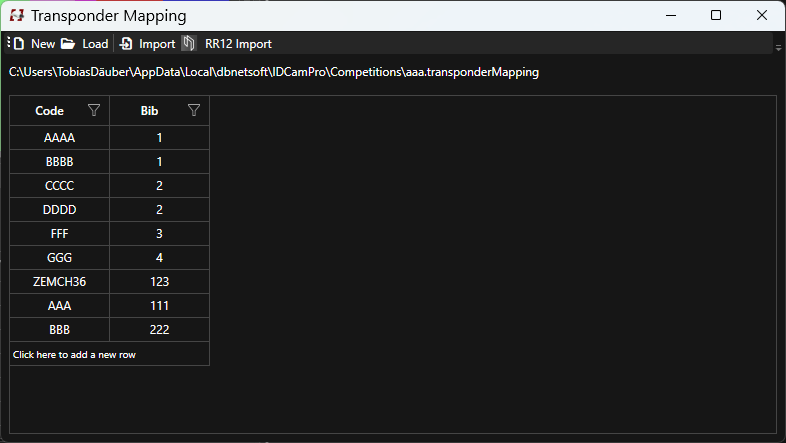 Transponder Mapping
New Load Import RR12 Import
C:\Users\TobiasDäuber\AppData\Local\dbnetsoft\IDCamPro\Competitions\aaa.transponderMapping
Code Bib
AAAA 1
BBBB 1
CCCC 2
DDDD 2
FFF 3
GGG 4
ZEMCH36 123
AAA 111
BBB 222
Click here to add a new row